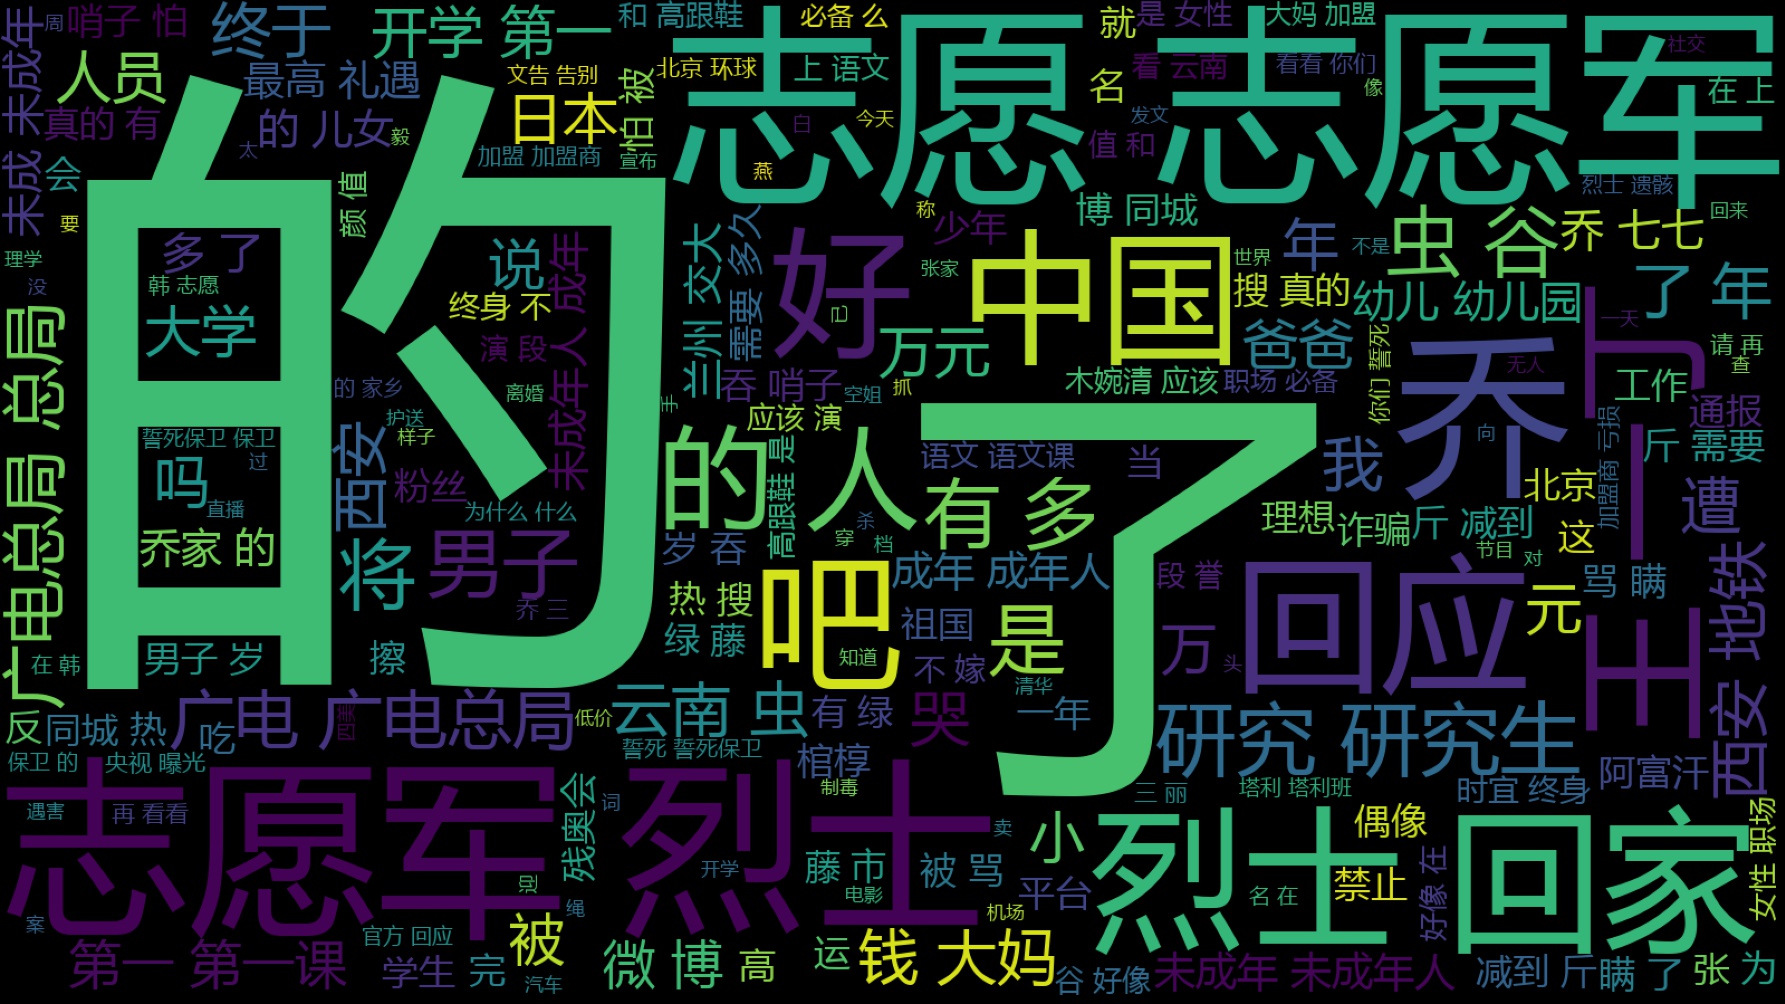 未成年
周
哨子 怕
终于
开学 第一
和 高跟鞋
必备 么
就
是 女性
大妈 加盟
志愿 志愿军
人员
最高 礼遇
文告 告别
北京 环球
上 语文
名
看 云南
看看 你们
社交
像
在 上
真的 有
的 儿女
毅
日本
怕 被
白
今天
发文
值 和
未成
会
太
加盟 加盟商
宣布
燕
烈士 遗骸
要
颜 值
称
博 同城
回来
理学
多 了
说
未成年人 成年
兰州 交大
需要 多久
好
少年
中国
世界
年
不是
虫 谷
乔 七七
没
韩 志愿
终身 不
张家
搜 真的
幼儿 幼儿园
了 年
大学
的
演 段
已
万元
爸爸
你们 誓死
丁
一天
请 再
查
广电总局 总局
的 家乡
离婚
手
吞 哨子
空姐
抓
木婉清 应该
职场 必备
乔
无人
工作
誓死保卫 保卫
护送
样子
应该 演
了
通报
过
吗
西安
粉丝
的 人
高跟鞋 是
语文 语文课
当
我
向
加盟商 亏损
斤 需要
直播
为什么 什么
有 多
北京
遭
乔家 的
将
男子
岁 吞
杀
穿
档
理想
诈骗
斤 减到
节目
对
这
乔 三
热 搜
吧
成年 成年人
段 誉
回应
元
骂 瞒
西安 地铁
在 韩
男子 岁
擦
绿 藤
知道
祖国
是
万
头
不 嫁
清华
王一
反
同城 热
吃
广电 广电总局
四美
低价
云南 虫
有 绿
哭
一年
研究 研究生
保卫 的
央视 曝光
誓死 誓死保卫
棺椁
阿富汗
志愿军 烈士
残奥会
制毒
三 丽
塔利 塔利班
时宜 终身
遇害
再 看看
词
卖
小
烈士 回家
偶像
女性 职场
开学
藤 市
电影
被 骂
平台
名 在
禁止
好像 在
案
迎
绳
机场
第一 第一课
官方 回应
学生
完
被
汽车
微 博
高
运
钱 大妈
谷 好像
未成年 未成年人
减到 斤
瞒 了
张 为